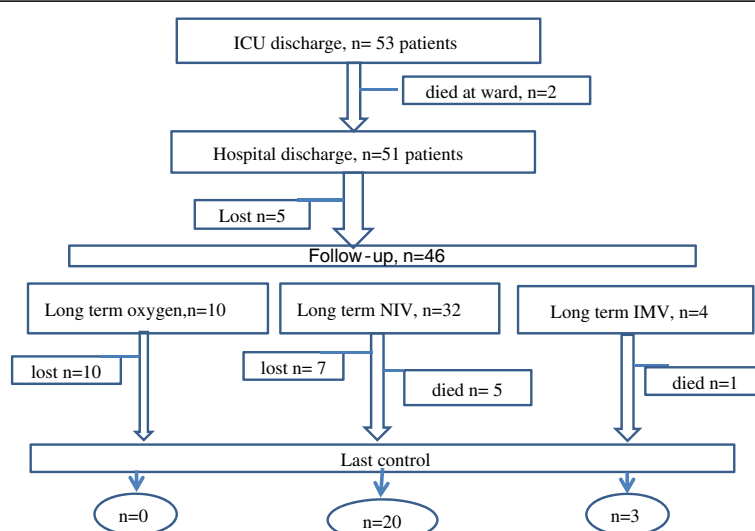 ICU discharge, n= 53 patients
died at ward, n=2
Hospital discharge, n=51 patients
Lost n=5
Follow-up, n=46
Long term oxygen,n=10
Long term NIV, n=32
Long term IMV, n=4
lost n=10
lost n= 7
died n= 5
died n=1
Last control
n=0
n=20
n=3